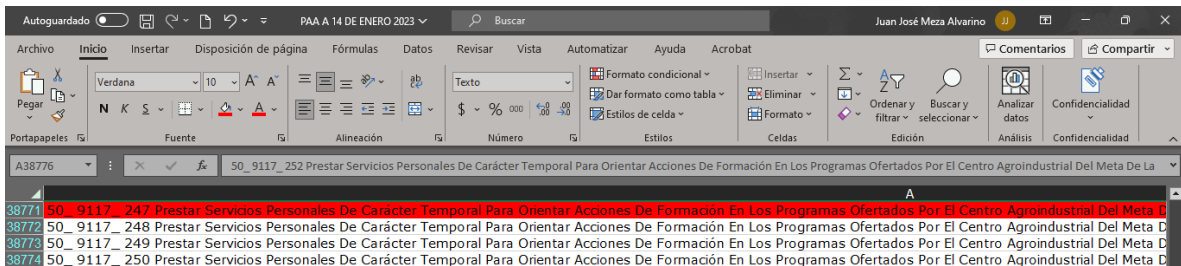 Autoguardado PAA A 14 DE ENERO 2023 Buscar Juan José Meza Alvarino JJ
Archivo Inicio Insertar Disposición de página Fórmulas Datos Revisar Vista Automatizar Ayuda Acrobat Comentarios Compartir
Pegar Verdana 10 A A ab Texto Formato condicional Insertar Σ Ordenar y filtrar Buscar y seleccionar Analizar datos Confidencialidad
Dar formato como tabla Eliminar
N K S A $ % 000 Estilos de celda Formato
Portapapeles Fuente Alineación Número Estilos Celdas Edición Análisis Confidencialidad
A38776 fx 50_ 9117_ 252 Prestar Servicios Personales De Carácter Temporal Para Orientar Acciones De Formación En Los Programas Ofertados Por El Centro Agroindustrial Del Meta De La
A
38771 50_ 9117_ 247 Prestar Servicios Personales De Carácter Temporal Para Orientar Acciones De Formación En Los Programas Ofertados Por El Centro Agroindustrial Del Meta D
38772 50_ 9117_ 248 Prestar Servicios Personales De Carácter Temporal Para Orientar Acciones De Formación En Los Programas Ofertados Por El Centro Agroindustrial Del Meta D
38773 50_ 9117_ 249 Prestar Servicios Personales De Carácter Temporal Para Orientar Acciones De Formación En Los Programas Ofertados Por El Centro Agroindustrial Del Meta D
38774 50_ 9117_ 250 Prestar Servicios Personales De Carácter Temporal Para Orientar Acciones De Formación En Los Programas Ofertados Por El Centro Agroindustrial Del Meta D